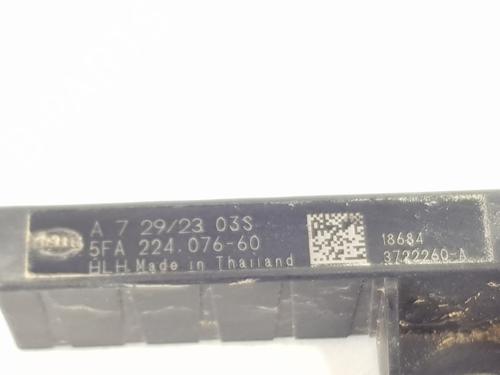 A 7 29/23 03S
5FA 224.076-60
HLH Made in Thailand
18684
3722260-A